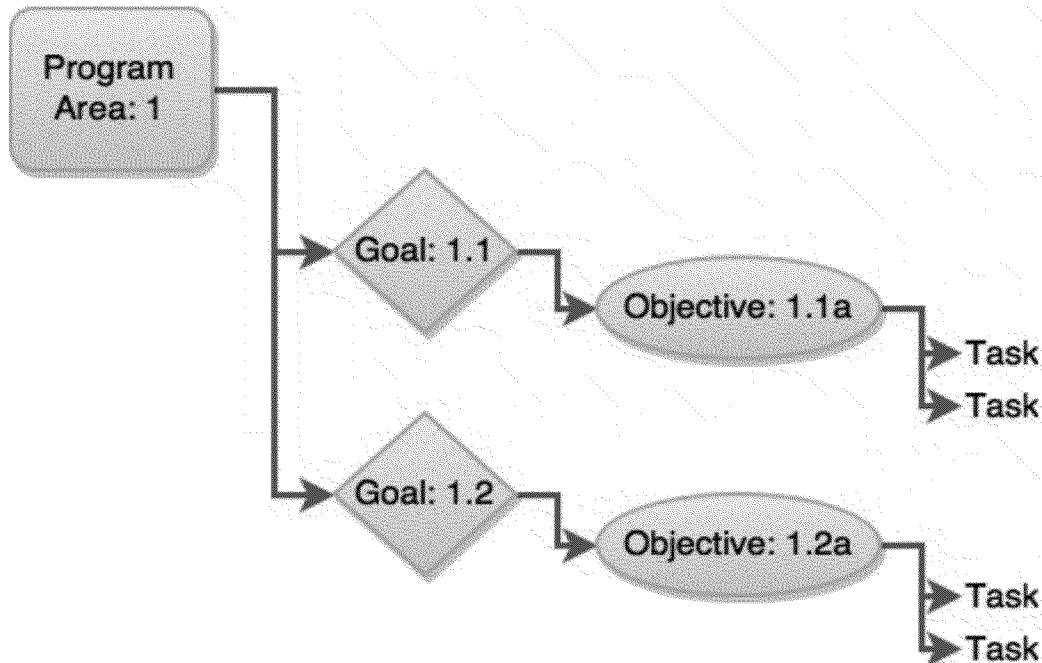 Program
Area: 1
Goal: 1.1
Objective: 1.1a
Task
Task
Goal: 1.2
Objective: 1.2a
Task
Task